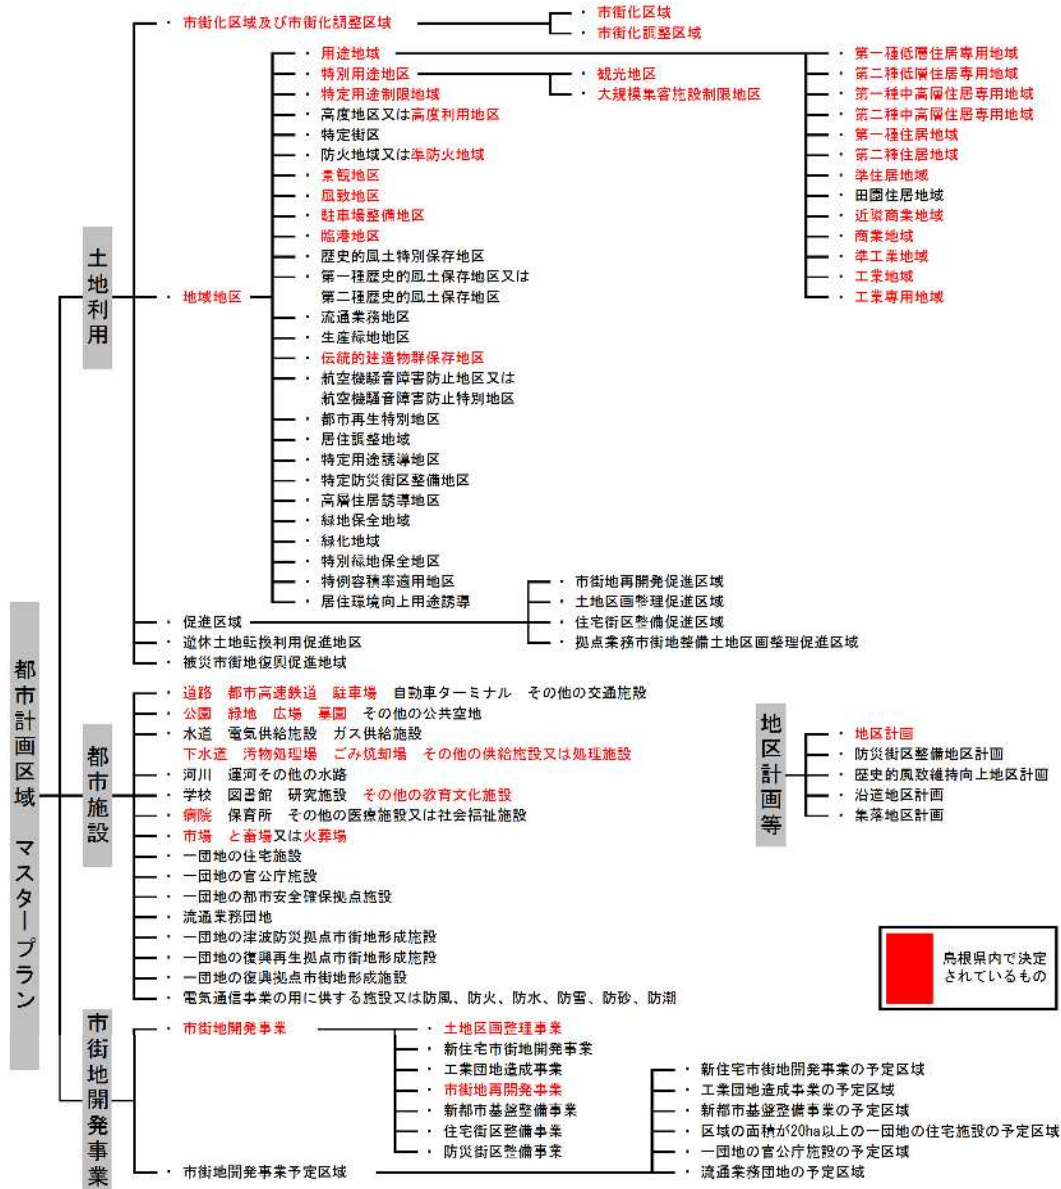 都市計画区域 マスタープラン
土地利用
・市街化区域及び市街化調整区域
・市街化区域
・市街化調整区域
・地域地区
・用途地域
・第一種低層住居専用地域
・第二種低層住居専用地域
・第一種中高層住居専用地域
・第二種中高層住居専用地域
・第一種住居地域
・第二種住居地域
・準住居地域
・田園住居地域
・近隣商業地域
・商業地域
・準工業地域
・工業地域
・工業専用地域
・特別用途地区
・観光地区
・大規模集客施設制限地区
・特定用途制限地域
・高度地区又は高度利用地区
・特定街区
・防火地域又は準防火地域
・景観地区
・風致地区
・駐車場整備地区
・臨港地区
・歴史的風土特別保存地区
・第一種歴史的風土保存地区又は
第二種歴史的風土保存地区
・流通業務地区
・生産緑地地区
・伝統的建造物群保存地区
・航空機騒音障害防止地区又は
航空機騒音障害防止特別地区
・都市再生特別地区
・居住調整地域
・特定用途誘導地区
・特定防災街区整備地区
・高層住居誘導地区
・緑地保全地域
・緑化地域
・特別緑地保全地区
・特例容積率適用地区
・居住環境向上用途誘導
・促進区域
・市街地再開発促進区域
・土地区画整理促進区域
・住宅街区整備促進区域
・拠点業務市街地整備土地区画整理促進区域
・遊休土地転換利用促進地区
・被災市街地復興促進地域
都市施設
・道路 都市高速鉄道 駐車場 自動車ターミナル その他の交通施設
・公園 緑地 広場 墓園 その他の公共空地
・水道 電気供給施設 ガス供給施設
下水道 汚物処理場 ごみ焼却場 その他の供給施設又は処理施設
・河川 運河その他の水路
・学校 図書館 研究施設 その他の教育文化施設
・病院 保育所 その他の医療施設又は社会福祉施設
・市場 と畜場又は火葬場
・一団地の住宅施設
・一団地の官公庁施設
・一団地の都市安全確保拠点施設
・流通業務団地
・一団地の津波防災拠点市街地形成施設
・一団地の復興再生拠点市街地形成施設
・一団地の復興拠点市街地形成施設
・電気通信事業の用に供する施設又は防風、防火、防水、防雪、防砂、防潮
地区計画等
・地区計画
・防災街区整備地区計画
・歴史的風致維持向上地区計画
・沿道地区計画
・集落地区計画
島根県内で決定
されているもの
市街地開発事業
・市街地開発事業
・土地区画整理事業
・新住宅市街地開発事業
・工業団地造成事業
・市街地再開発事業
・新都市基盤整備事業
・住宅街区整備事業
・防災街区整備事業
・市街地開発事業予定区域
・新住宅市街地開発事業の予定区域
・工業団地造成事業の予定区域
・新都市基盤整備事業の予定区域
・区域の面積が20ha以上の一団地の住宅施設の予定区域
・一団地の官公庁施設の予定区域
・流通業務団地の予定区域